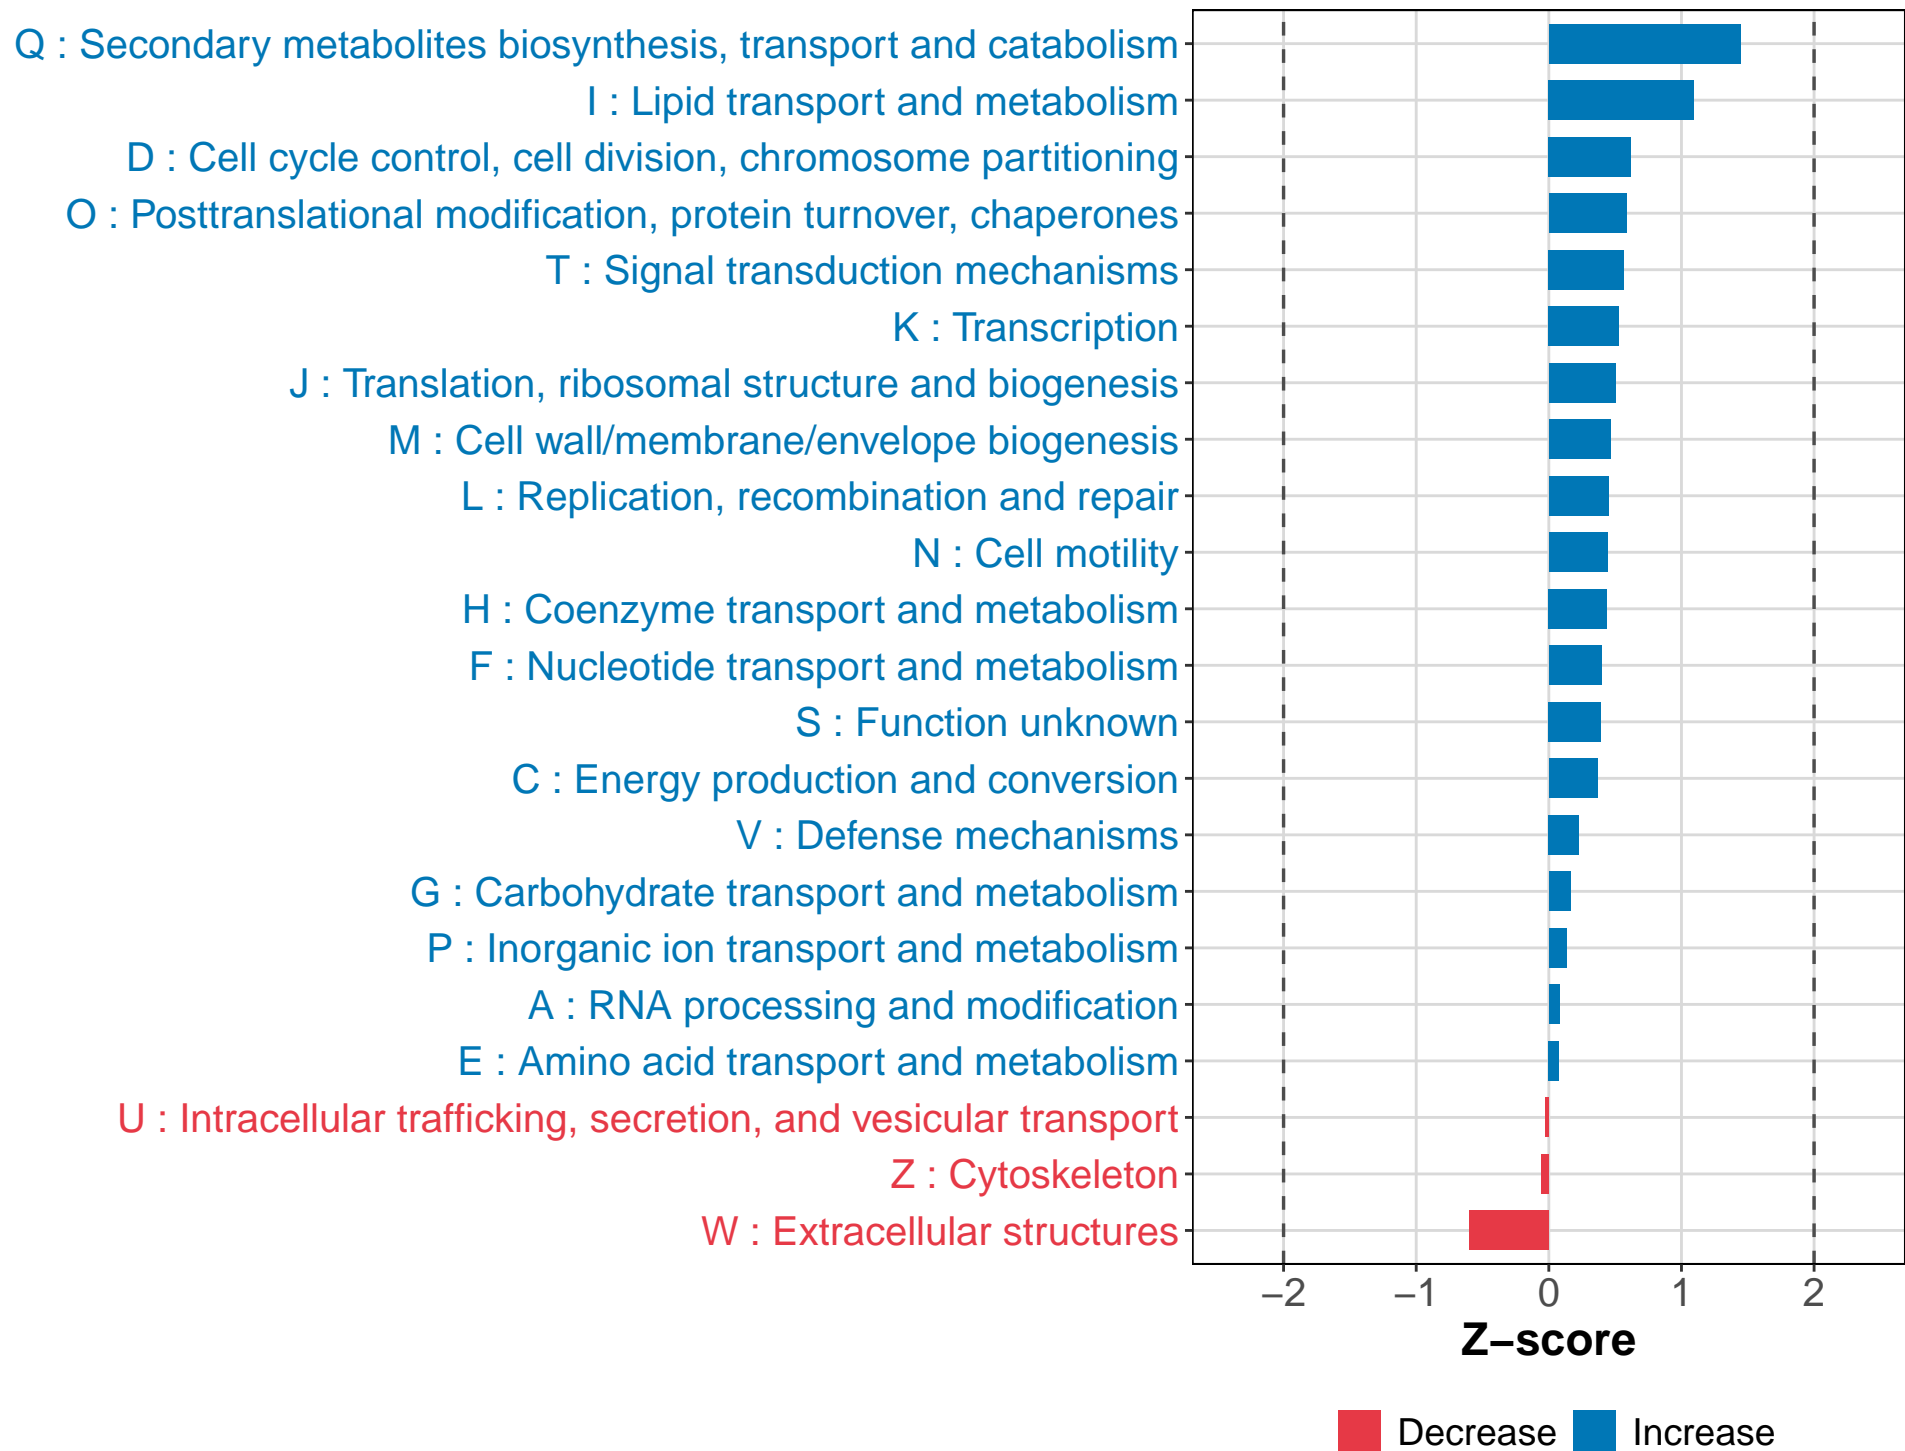 Q : Secondary metabolites biosynthesis, transport and catabolism
I : Lipid transport and metabolism
D : Cell cycle control, cell division, chromosome partitioning
O : Posttranslational modification, protein turnover, chaperones
T : Signal transduction mechanisms
K : Transcription
J : Translation, ribosomal structure and biogenesis
M : Cell wall/membrane/envelope biogenesis
L : Replication, recombination and repair
N : Cell motility
H : Coenzyme transport and metabolism
F : Nucleotide transport and metabolism
S : Function unknown
C : Energy production and conversion
V : Defense mechanisms
G : Carbohydrate transport and metabolism
P : Inorganic ion transport and metabolism
A : RNA processing and modification
E : Amino acid transport and metabolism
U : Intracellular trafficking, secretion, and vesicular transport
Z : Cytoskeleton
W : Extracellular structures
−2 −1 0 1 2
Z−score
Decrease Increase